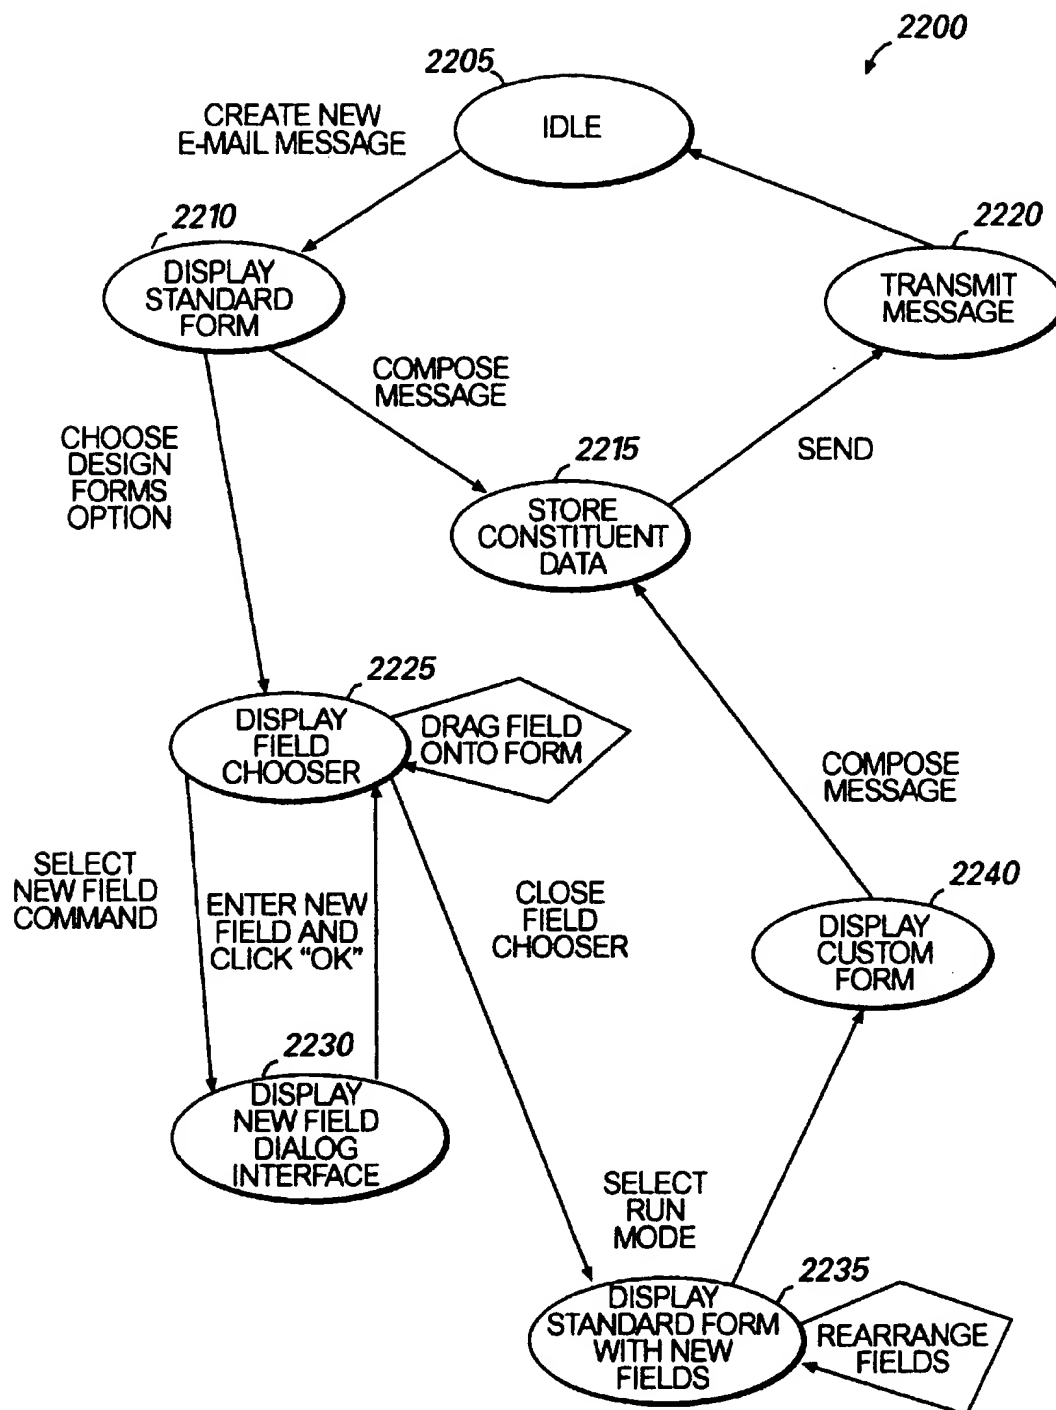 2200
2205
IDLE
CREATE NEW
E-MAIL MESSAGE
2210
DISPLAY
STANDARD
FORM
2220
TRANSMIT
MESSAGE
COMPOSE
MESSAGE
CHOOSE
DESIGN
FORMS
OPTION
SEND
2215
STORE
CONSTITUENT
DATA
2225
DISPLAY
FIELD
CHOOSER
DRAG FIELD
ONTO FORM
COMPOSE
MESSAGE
SELECT
NEW FIELD
COMMAND
ENTER NEW
FIELD AND
CLICK "OK"
CLOSE
FIELD
CHOOSER
2240
DISPLAY
CUSTOM
FORM
2230
DISPLAY
NEW FIELD
DIALOG
INTERFACE
SELECT
RUN
MODE
2235
DISPLAY
STANDARD FORM
WITH NEW
FIELDS
REARRANGE
FIELDS